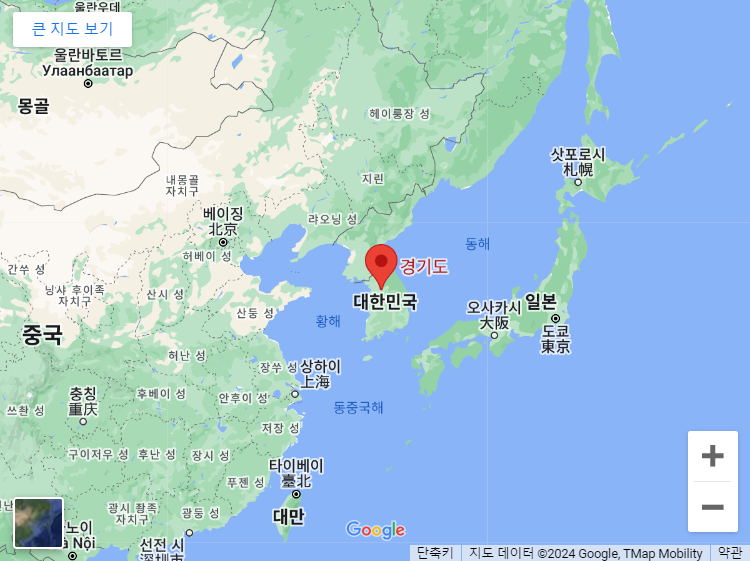 울란우데
큰 지도 보기
울란바토르
Улаанбаатар
몽골
헤이룽장 성
삿포로시
札幌
내몽골
자치구
지린
베이징
北京
랴오닝 성
동해
허베이 성
경기도
간쑤 성
닝샤 후이족
자치구
산시 성
대한민국
오사카시
大阪
일본
산둥 성
황해
도쿄
東京
중국
허난 성
장쑤 성
상하이
上海
충칭
重庆
후베이 성
안후이 성
쓰촨 성
동중국해
저장 성
구이저우 성
후난 성
장시 성
타이베이
臺北
푸젠 성
광시 좡족
자치구
광둥 성
대만
Google
노이
Nội
선전 시
深圳市
단축키
지도 데이터 ©2024 Google, TMap Mobility
약관